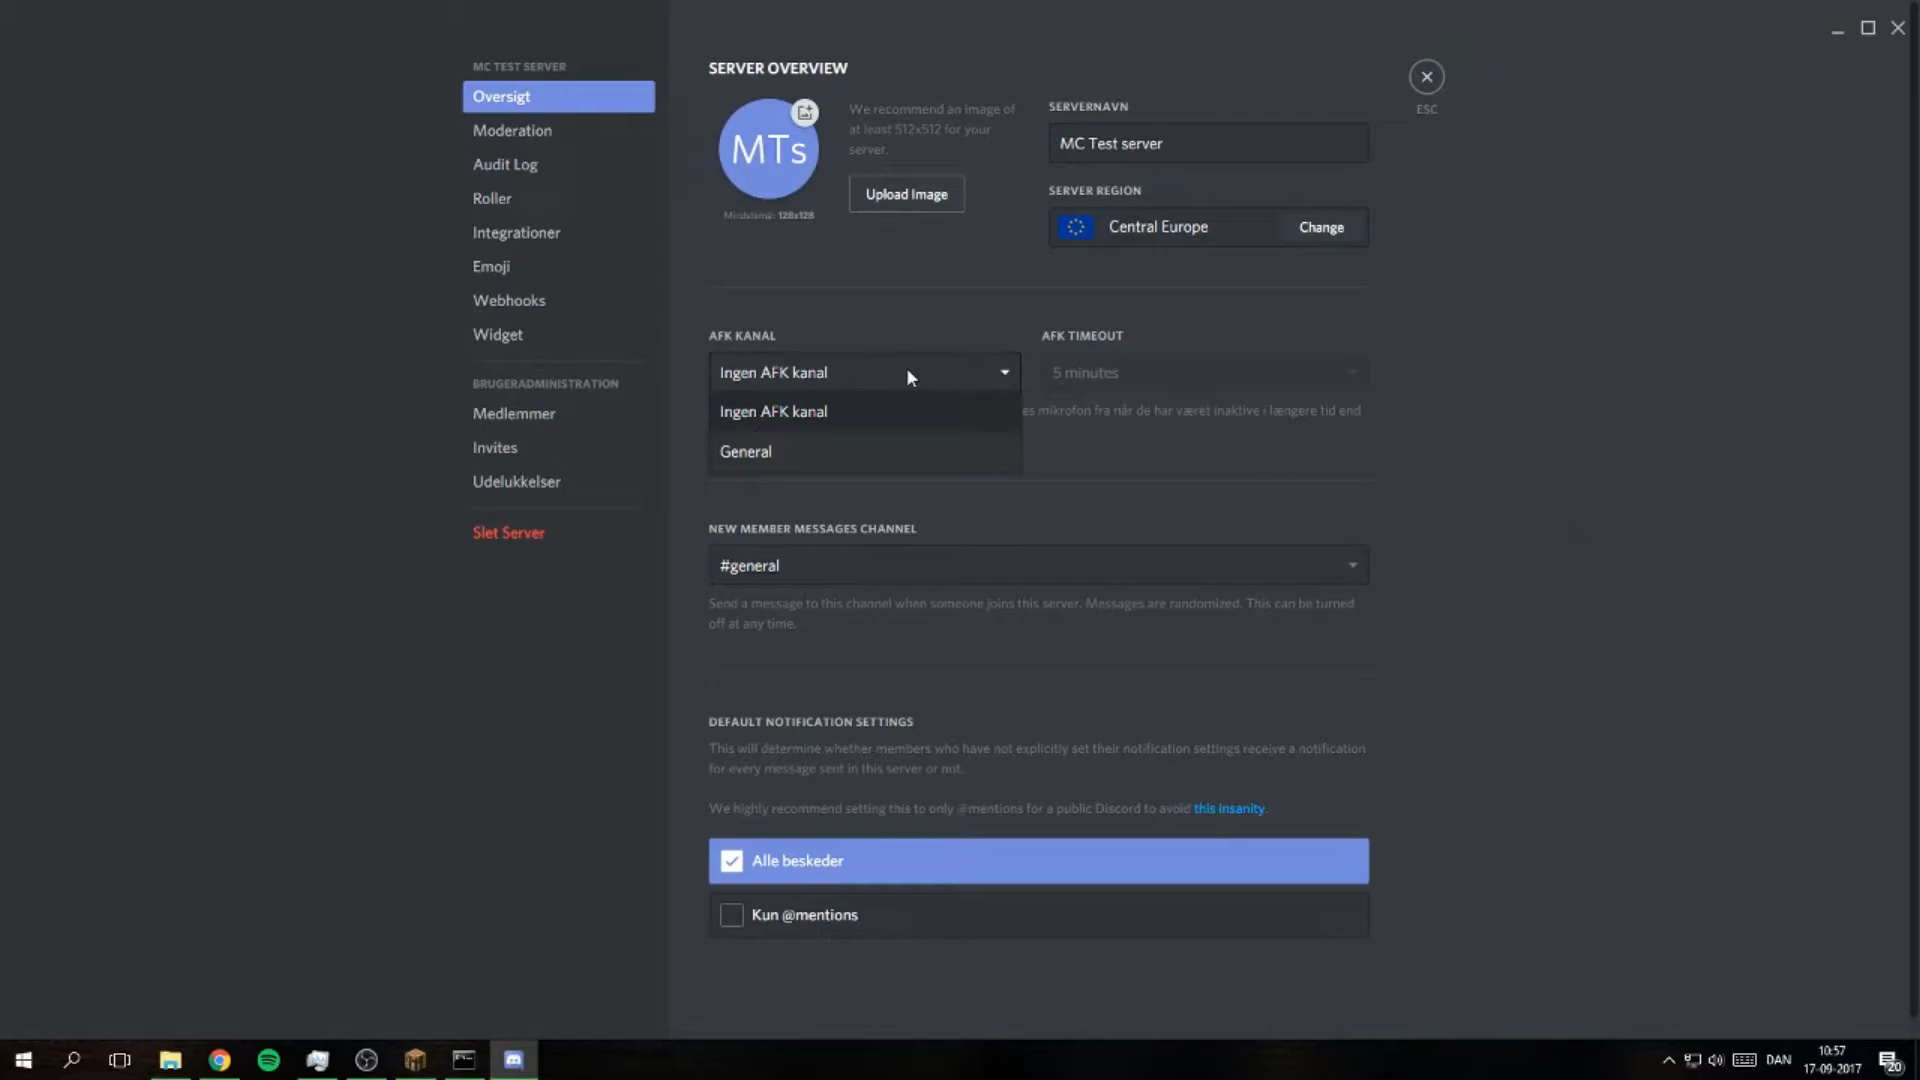 MC TEST SERVER
Oversigt
Moderation
Audit Log
Roller
Integrationer
Emoji
Webhooks
Widget
BRUGERADMINISTRATION
Medlemmer
Invites
Udelukkelser
Slet Server
SERVER OVERVIEW
MTs
Mindstemål: 128x128
We recommend an image of
at least 512x512 for your
server.
Upload Image
SERVERNAVN
MC Test server
SERVER REGION
Central Europe
Change
ESC
AFK KANAL
Ingen AFK kanal
Ingen AFK kanal
General
AFK TIMEOUT
5 minutes
es mikrofon fra når de har været inaktive i længere tid end
NEW MEMBER MESSAGES CHANNEL
#general
Send a message to this channel when someone joins this server. Messages are randomized. This can be turned
off at any time.
DEFAULT NOTIFICATION SETTINGS
This will determine whether members who have not explicitly set their notification settings receive a notification
for every message sent in this server or not.
We highly recommend setting this to only @mentions for a public Discord to avoid this insanity.
Alle beskeder
Kun @mentions
DAN
10:57
17-09-2017
20